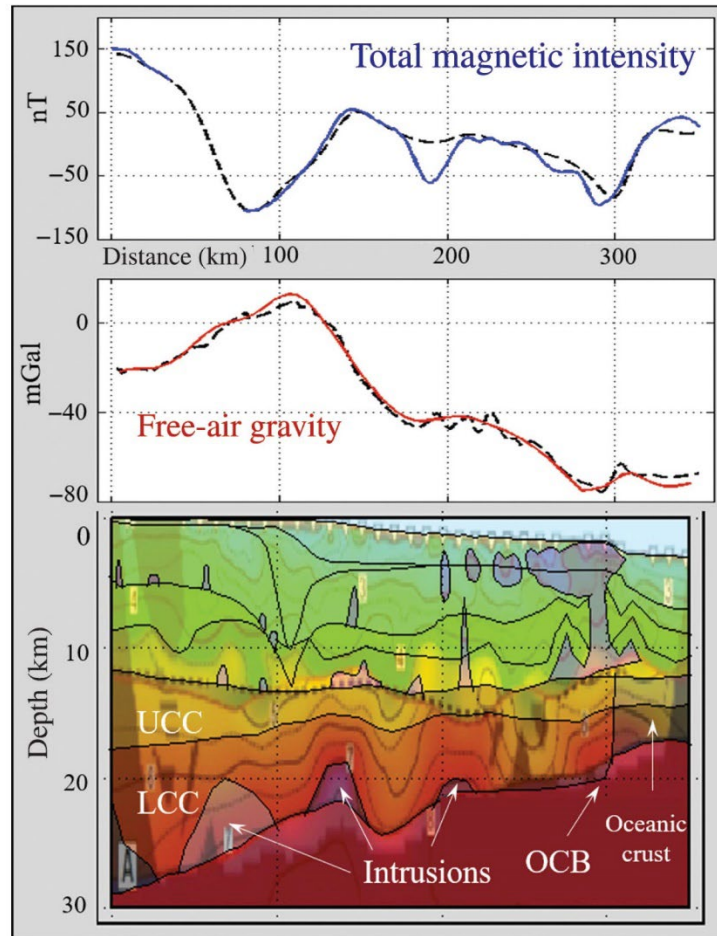 Total magnetic intensity
nT
150
50
−50
−150
Distance (km) 100 200 300
mGal
0
−40
−80
Free-air gravity
Depth (km)
0
10
20
30
UCC
LCC
A
Intrusions
OCB
Oceanic
crust